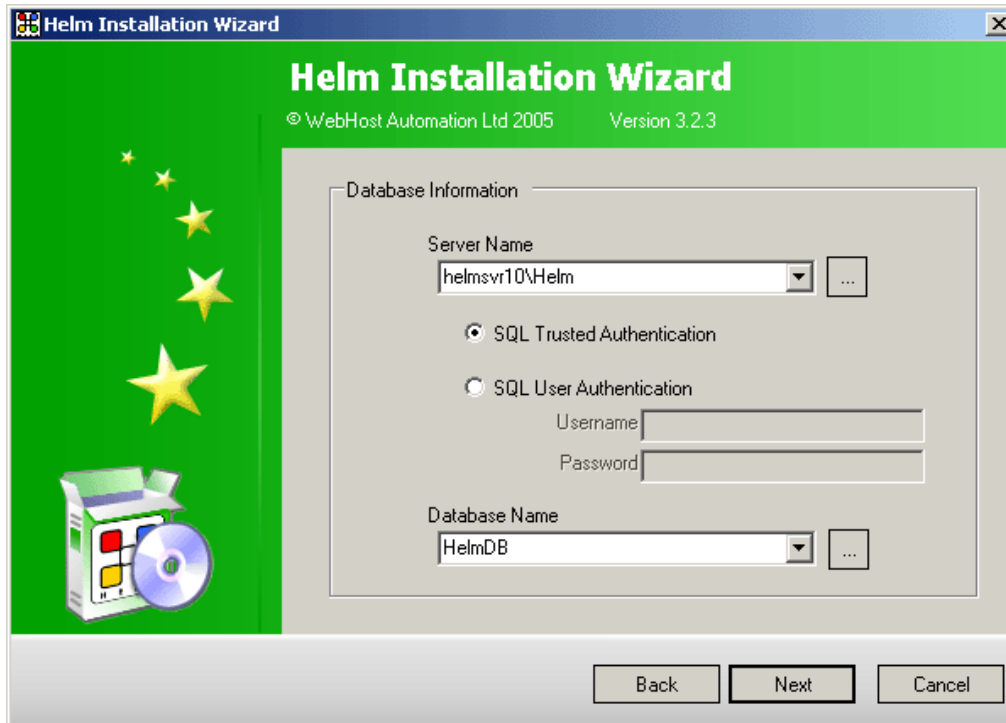 Helm Installation Wizard
Helm Installation Wizard
© WebHost Automation Ltd 2005 Version 3.2.3
Database Information
Server Name
helmsvr10\Helm
...
SQL Trusted Authentication
SQL User Authentication
Username
Password
Database Name
HelmDB
...
Back Next Cancel